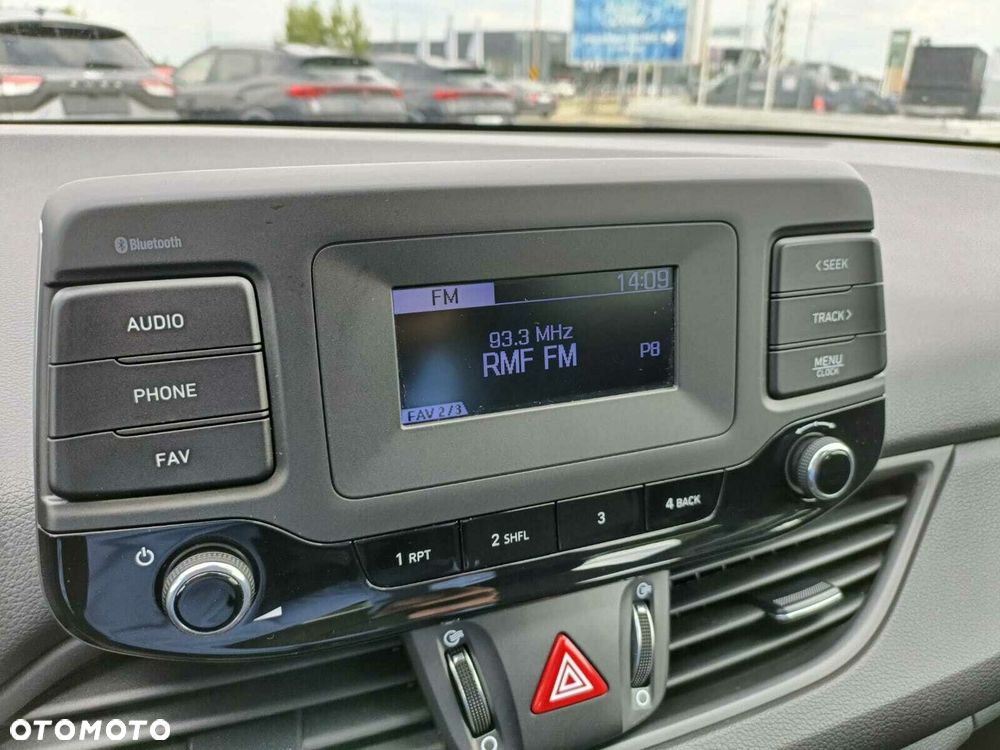 Bluetooth
AUDIO
PHONE
FAV
FM 14:09
93.3 MHz
RMF FM P8
FAV 2/3
<SEEK
TRACK>
MENU
CLOCK
1 RPT
2 SHFL
3
4 BACK
OTOMOTO